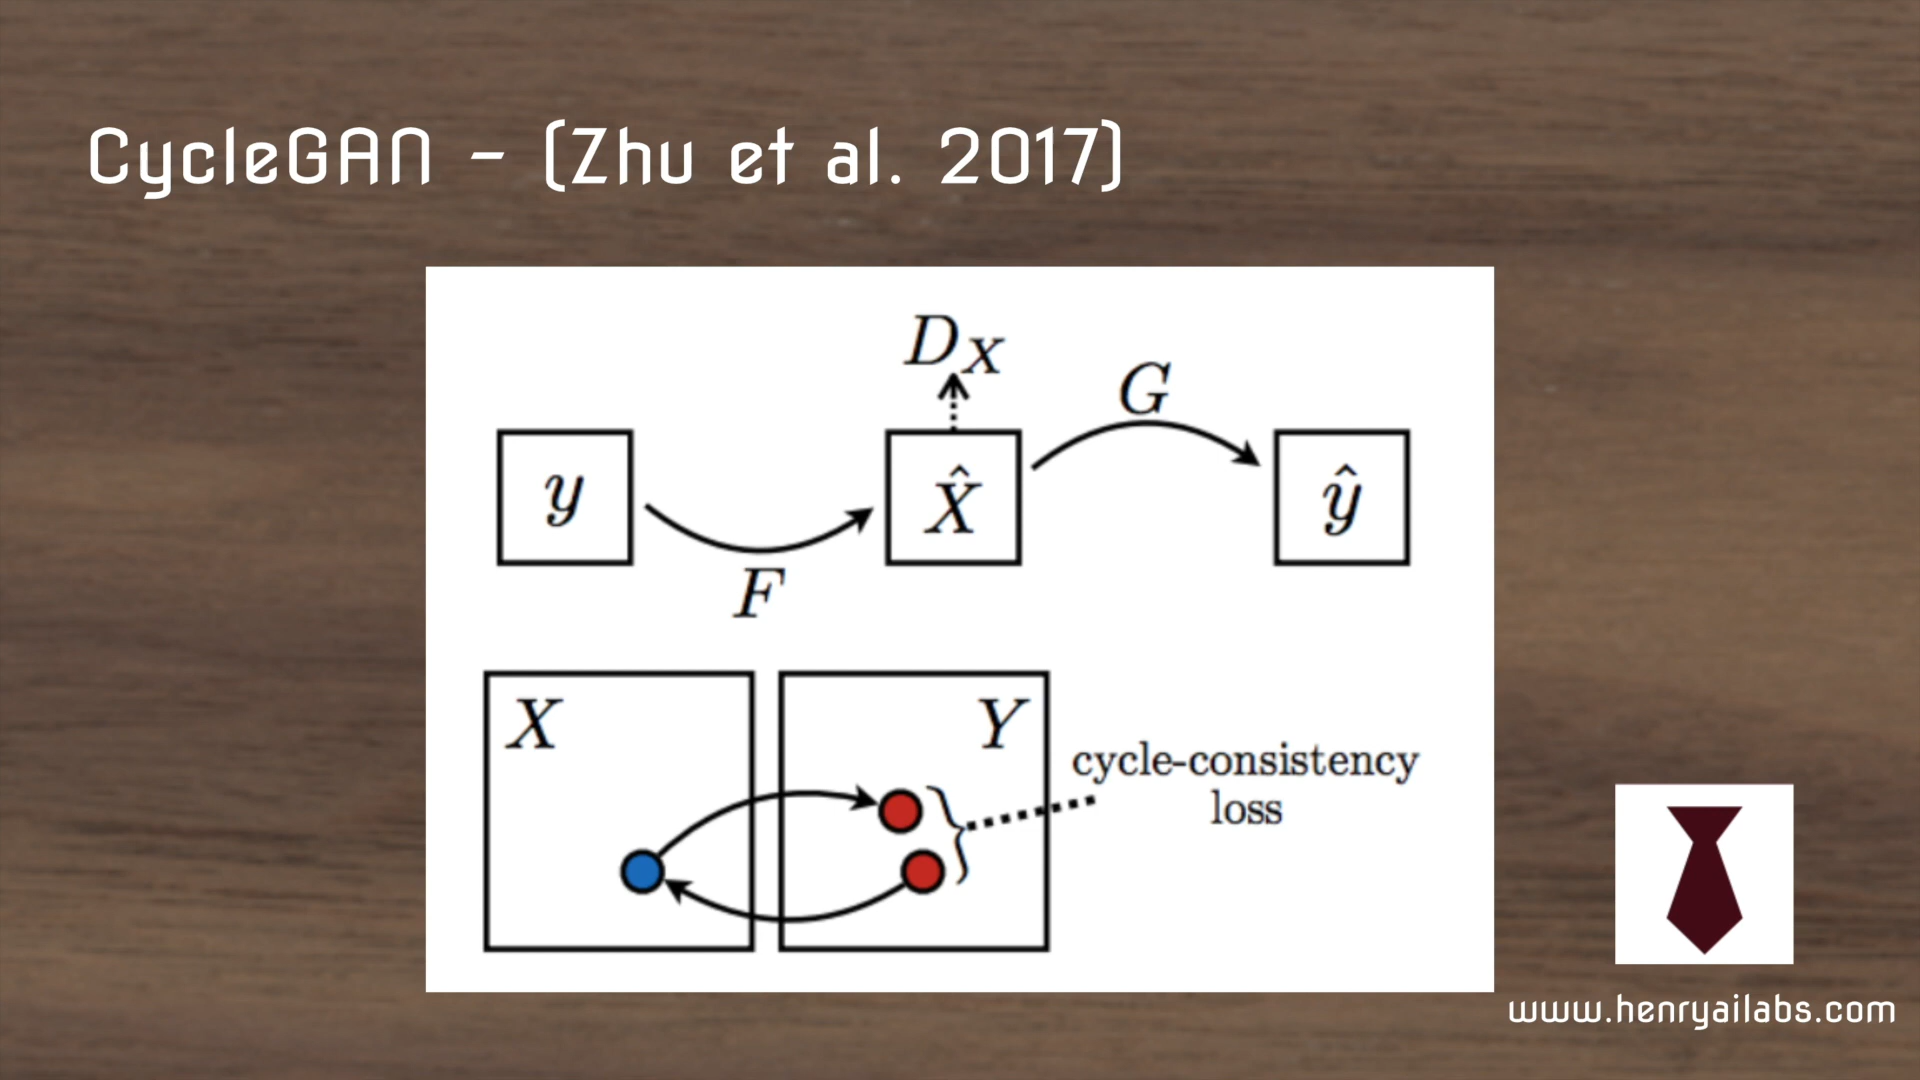 CycleGAN - (Zhu et al. 2017)
D_X
G
y
X̂
ŷ
F
X
Y
cycle-consistency
loss
www.henryailabs.com